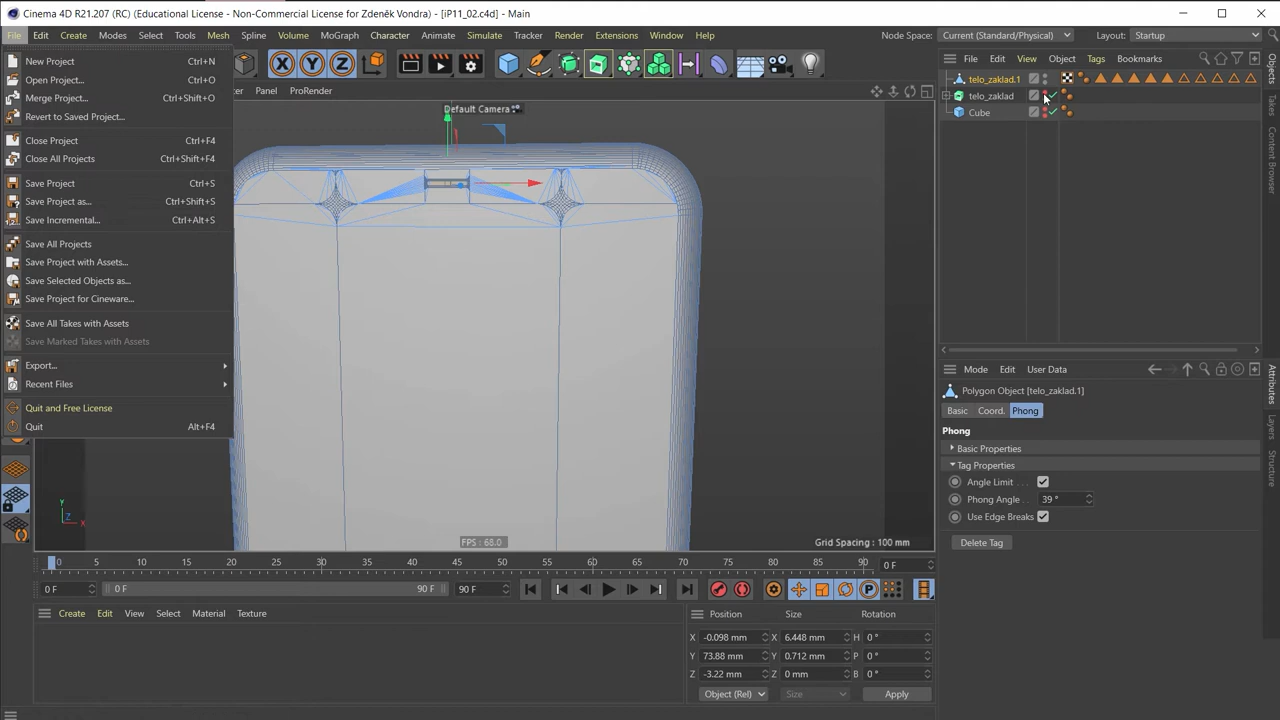 Cinema 4D R21.207 (RC) (Educational License - Non-Commercial License for Zdeněk Vondra) - [iP11_02.c4d] - Main
File Edit Create Modes Select Tools Mesh Spline Volume MoGraph Character Animate Simulate Tracker Render Extensions Window Help Node Space: Current (Standard/Physical) Layout: Startup
New Project Ctrl+N
Open Project... Ctrl+O
Merge Project... Ctrl+Shift+O
Revert to Saved Project...
Close Project Ctrl+F4
Close All Projects Ctrl+Shift+F4
Save Project Ctrl+S
Save Project as... Ctrl+Shift+S
Save Incremental... Ctrl+Alt+S
Save All Projects
Save Project with Assets...
Save Selected Objects as...
Save Project for Cineware...
Save All Takes with Assets
Save Marked Takes with Assets
Export...
Recent Files
Quit and Free License
Quit Alt+F4
X Y Z
Panel ProRender
Default Camera
Y
Z X
FPS : 68.0
Grid Spacing : 100 mm
File Edit View Object Tags Bookmarks
telo_zaklad.1
telo_zaklad
Cube
Objects
Takes
Content Browser
Mode Edit User Data
Polygon Object [telo_zaklad.1]
Basic Coord. Phong
Phong
Basic Properties
Tag Properties
Angle Limit . . .
Phong Angle . . 39 °
Use Edge Breaks
Delete Tag
Attributes
Layers
Structure
0 5 10 15 20 25 30 35 40 45 50 55 60 65 70 75 80 85 90 0 F
0 F 0 F 90 F 90 F P
Create Edit View Select Material Texture
Position Size Rotation
X -0.098 mm X 6.448 mm H 0 °
Y 73.88 mm Y 0.712 mm P 0 °
Z -3.22 mm Z 0 mm B 0 °
Object (Rel) Size Apply